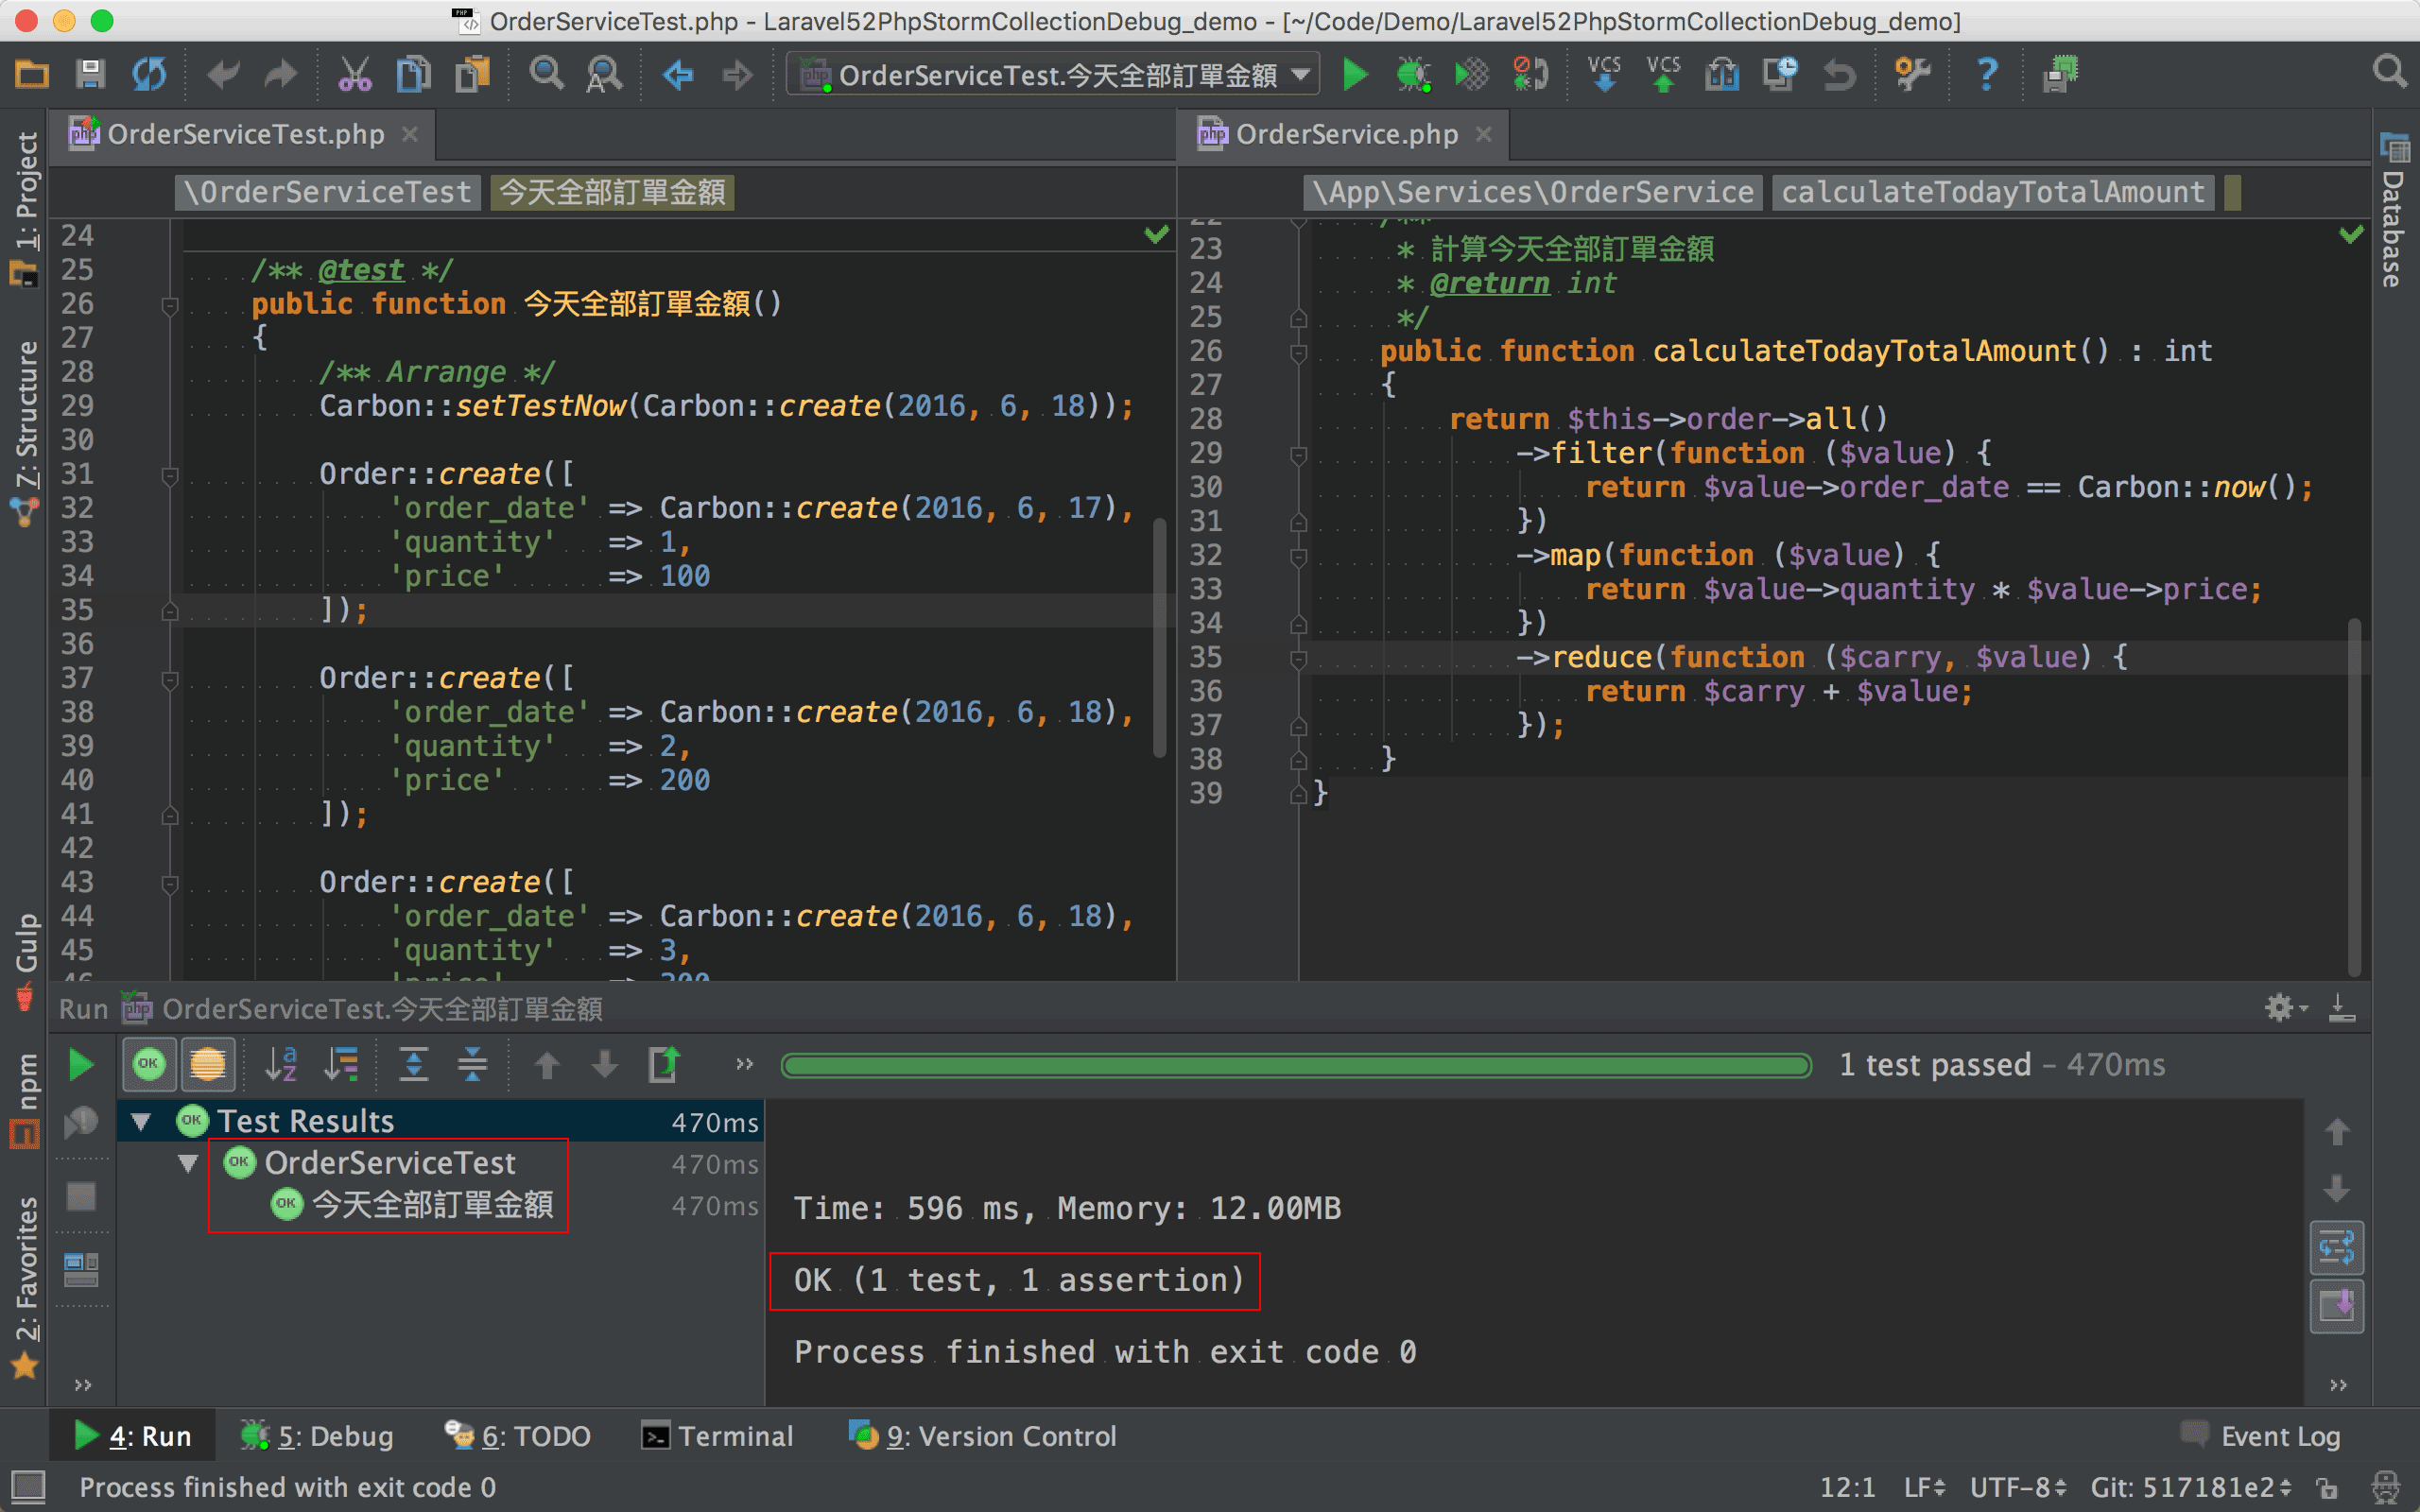 OrderServiceTest.php - Laravel52PhpStormCollectionDebug_demo - [~/Code/Demo/Laravel52PhpStormCollectionDebug_demo]
OrderServiceTest.今天全部訂單金額
VCS VCS
1: Project
7: Structure
Gulp
npm
2: Favorites
Database
OrderServiceTest.php
\OrderServiceTest 今天全部訂單金額
24
25 /** @test */
26 public function 今天全部訂單金額()
27 {
28 /** Arrange */
29 Carbon::setTestNow(Carbon::create(2016, 6, 18));
30
31 Order::create([
32 'order_date' => Carbon::create(2016, 6, 17),
33 'quantity' => 1,
34 'price' => 100
35 ]);
36
37 Order::create([
38 'order_date' => Carbon::create(2016, 6, 18),
39 'quantity' => 2,
40 'price' => 200
41 ]);
42
43 Order::create([
44 'order_date' => Carbon::create(2016, 6, 18),
45 'quantity' => 3,
OrderService.php
\App\Services\OrderService calculateTodayTotalAmount
22 /**
23 * 計算今天全部訂單金額
24 * @return int
25 */
26 public function calculateTodayTotalAmount() : int
27 {
28 return $this->order->all()
29 ->filter(function ($value) {
30 return $value->order_date == Carbon::now();
31 })
32 ->map(function ($value) {
33 return $value->quantity * $value->price;
34 })
35 ->reduce(function ($carry, $value) {
36 return $carry + $value;
37 });
38 }
39 }
Run OrderServiceTest.今天全部訂單金額
1 test passed – 470ms
OK Test Results 470ms
OK OrderServiceTest 470ms
OK 今天全部訂單金額 470ms
Time: 596 ms, Memory: 12.00MB
OK (1 test, 1 assertion)
Process finished with exit code 0
4: Run 5: Debug 6: TODO Terminal 9: Version Control Event Log
Process finished with exit code 0 12:1 LF UTF-8 Git: 517181e2